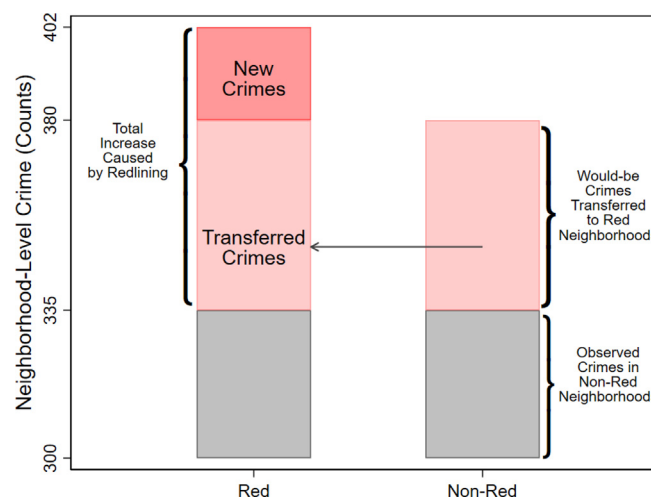 Neighborhood-Level Crime (Counts)
402
380
335
300
Total
Increase
Caused
by Redlining
New
Crimes
Transferred
Crimes
Would-be
Crimes
Transferred
to Red
Neighborhood
Observed
Crimes in
Non-Red
Neighborhood
Red
Non-Red